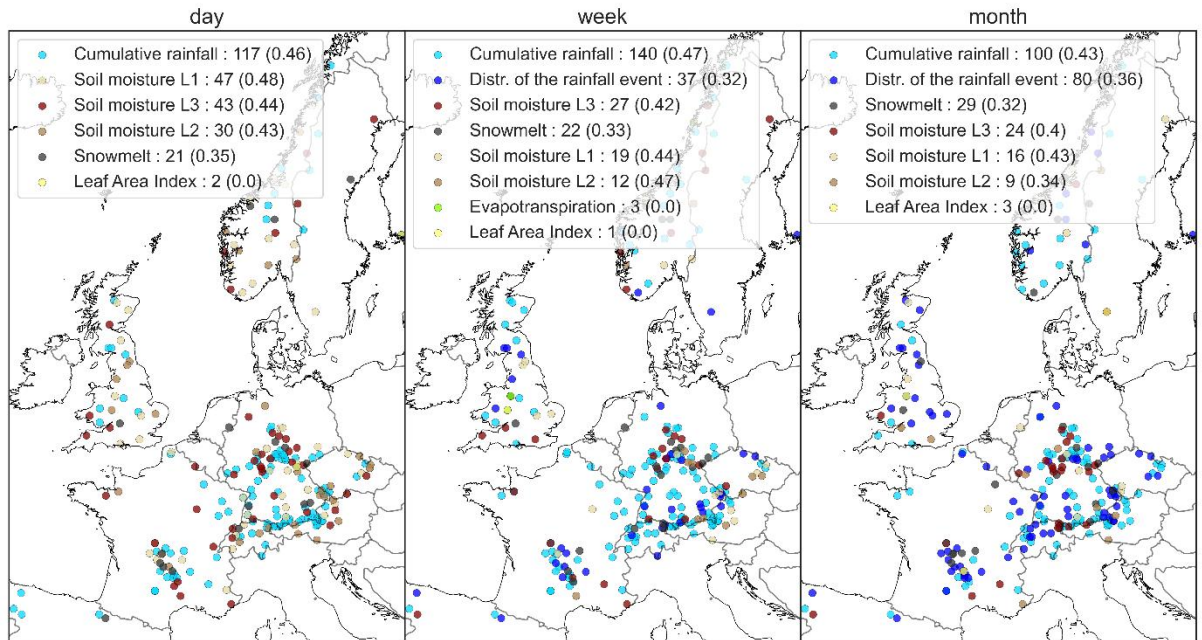 day
Cumulative rainfall : 117 (0.46)
Soil moisture L1 : 47 (0.48)
Soil moisture L3 : 43 (0.44)
Soil moisture L2 : 30 (0.43)
Snowmelt : 21 (0.35)
Leaf Area Index : 2 (0.0)
week
Cumulative rainfall : 140 (0.47)
Distr. of the rainfall event : 37 (0.32)
Soil moisture L3 : 27 (0.42)
Snowmelt : 22 (0.33)
Soil moisture L1 : 19 (0.44)
Soil moisture L2 : 12 (0.47)
Evapotranspiration : 3 (0.0)
Leaf Area Index : 1 (0.0)
month
Cumulative rainfall : 100 (0.43)
Distr. of the rainfall event : 80 (0.36)
Snowmelt : 29 (0.32)
Soil moisture L3 : 24 (0.4)
Soil moisture L1 : 16 (0.43)
Soil moisture L2 : 9 (0.34)
Leaf Area Index : 3 (0.0)